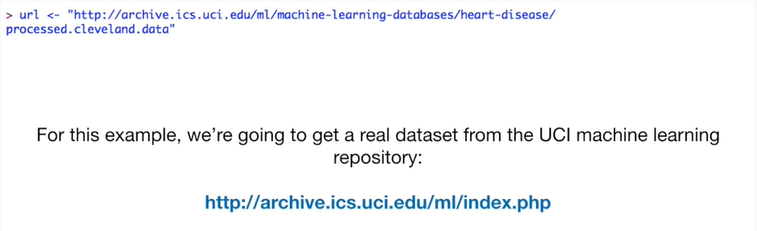 > url <- "http://archive.ics.uci.edu/ml/machine-learning-databases/heart-disease/
processed.cleveland.data"
For this example, we're going to get a real dataset from the UCI machine learning
repository:
http://archive.ics.uci.edu/ml/index.php